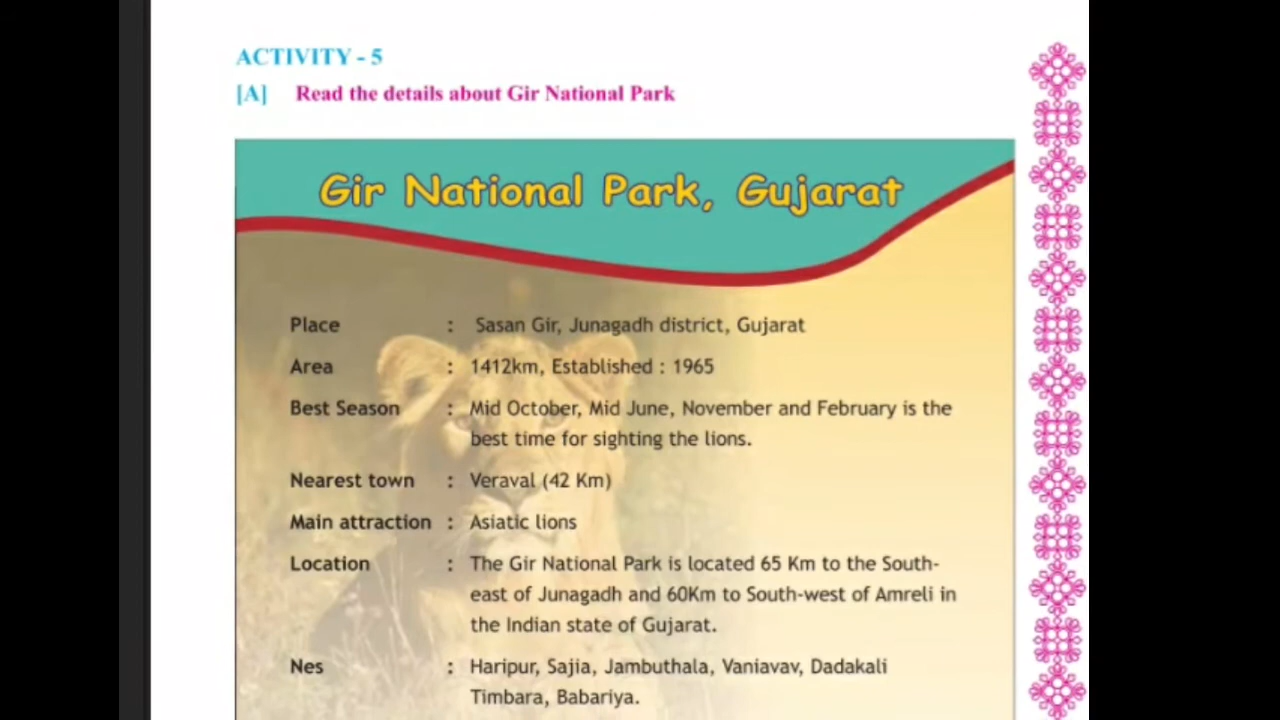 ACTIVITY - 5
[A] Read the details about Gir National Park
Gir National Park, Gujarat
Place : Sasan Gir, Junagadh district, Gujarat
Area : 1412km, Established : 1965
Best Season : Mid October, Mid June, November and February is the
best time for sighting the lions.
Nearest town : Veraval (42 Km)
Main attraction : Asiatic lions
Location : The Gir National Park is located 65 Km to the South-
east of Junagadh and 60Km to South-west of Amreli in
the Indian state of Gujarat.
Nes : Haripur, Sajia, Jambuthala, Vaniavav, Dadakali
Timbara, Babariya.